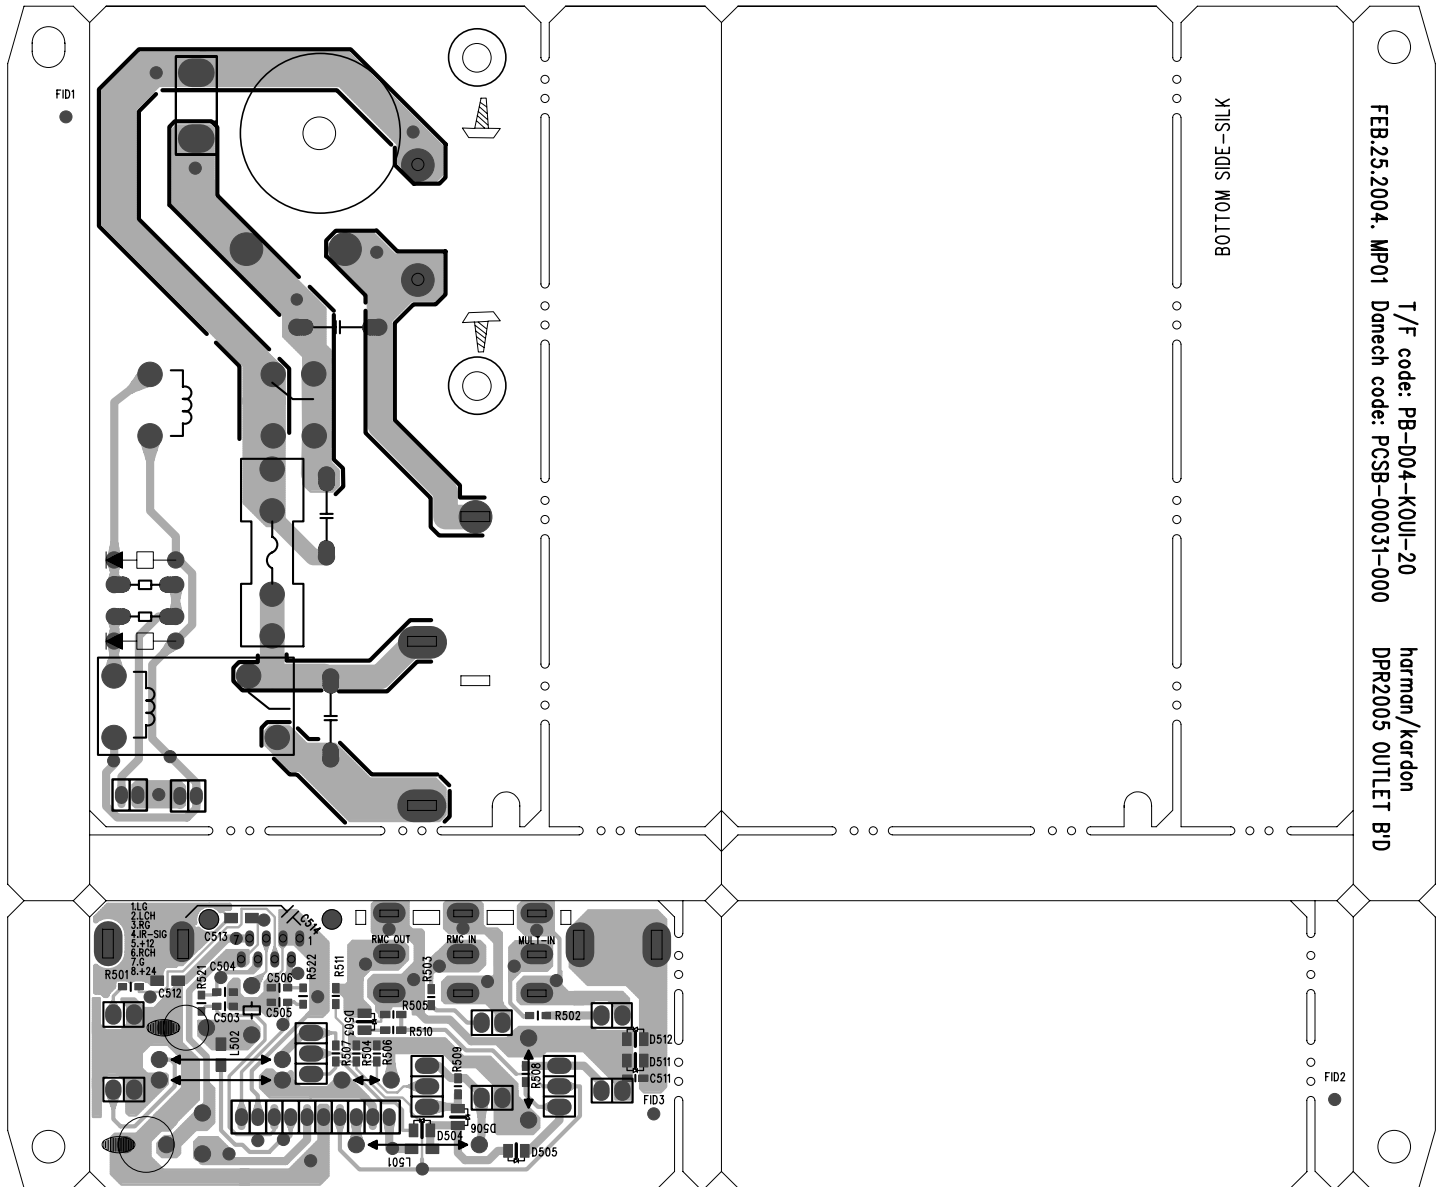 FID1
BOTTOM SIDE-SILK
FEB.25.2004. MP01
T/F code: PB-D04-KOUI-20
Danech code: PCSB-00031-000
harman/kardon
DPR2005 OUTLET B'D
1.LG
2.LCH
3.RG
4.IR-SIG
5.+12
6.RCH
7.G
8.+24
C513
C514
7
1
RMC OUT
RMC IN
MULT-IN
R501
C512
R521
C504
C503
C506
C505
R522
R511
R503
R505
R510
D503
R502
L502
R507
R504
R506
R509
R508
D512
D511
C511
FID3
FID2
D504
D506
D505
L501